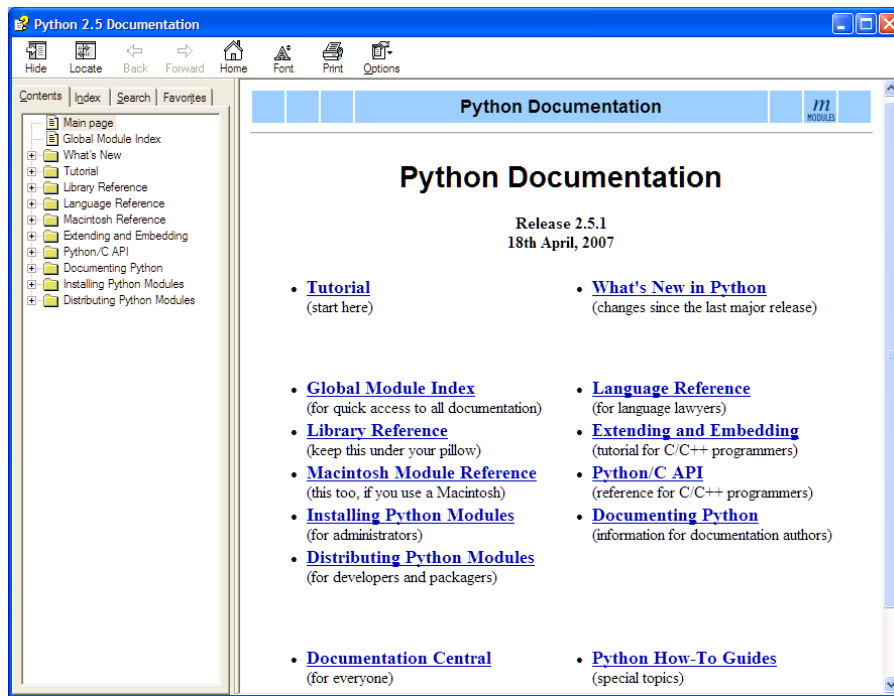 Python 2.5 Documentation
Hide Locate Back Forward Home Font Print Options
Contents Index Search Favorites
Main page
Global Module Index
What's New
Tutorial
Library Reference
Language Reference
Macintosh Reference
Extending and Embedding
Python/C API
Documenting Python
Installing Python Modules
Distributing Python Modules
Python Documentation
m
MODULES
Python Documentation
Release 2.5.1
18th April, 2007
Tutorial
(start here)
What's New in Python
(changes since the last major release)
Global Module Index
(for quick access to all documentation)
Library Reference
(keep this under your pillow)
Macintosh Module Reference
(this too, if you use a Macintosh)
Installing Python Modules
(for administrators)
Distributing Python Modules
(for developers and packagers)
Language Reference
(for language lawyers)
Extending and Embedding
(tutorial for C/C++ programmers)
Python/C API
(reference for C/C++ programmers)
Documenting Python
(information for documentation authors)
Documentation Central
(for everyone)
Python How-To Guides
(special topics)